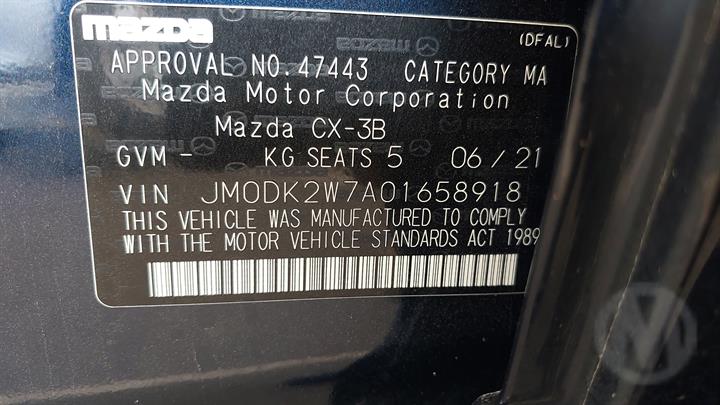 mazda
(DFAL)
APPROVAL NO.47443 CATEGORY MA
Mazda Motor Corporation
Mazda CX-3B
GVM - KG SEATS 5 06/21
VIN JM0DK2W7A01658918
THIS VEHICLE WAS MANUFACTURED TO COMPLY
WITH THE MOTOR VEHICLE STANDARDS ACT 1989